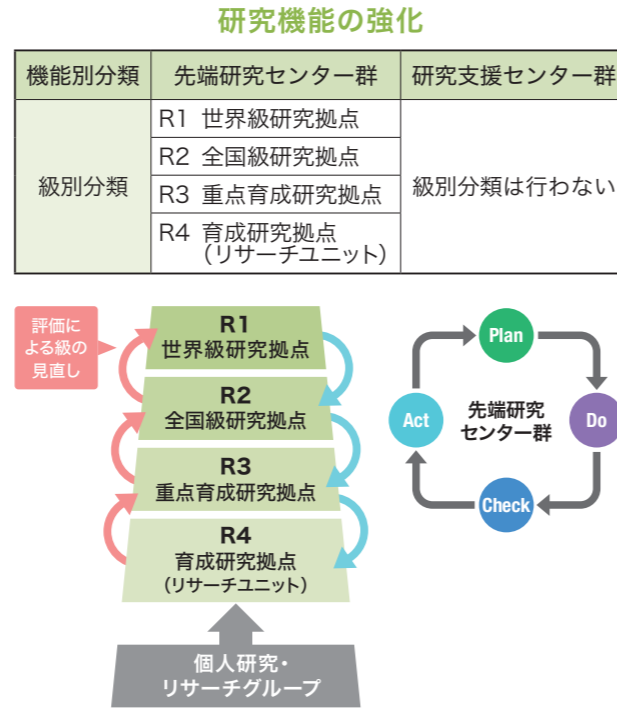 研究機能の強化
機能別分類 先端研究センター群 研究支援センター群
級別分類
R1 世界級研究拠点
R2 全国級研究拠点
R3 重点育成研究拠点
R4 育成研究拠点
（リサーチユニット）
級別分類は行わない
評価に
よる級の
見直し
R1
世界級研究拠点
R2
全国級研究拠点
R3
重点育成研究拠点
R4
育成研究拠点
（リサーチユニット）
個人研究・
リサーチグループ
Plan
Do
Check
Act
先端研究
センター群